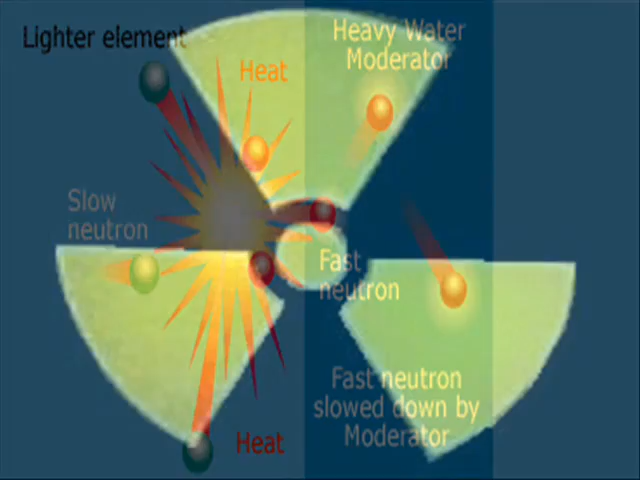 Lighter element
Heavy Water
Moderator
Heat
Slow
neutron
Fast
neutron
Fast neutron
slowed down by
Moderator
Heat